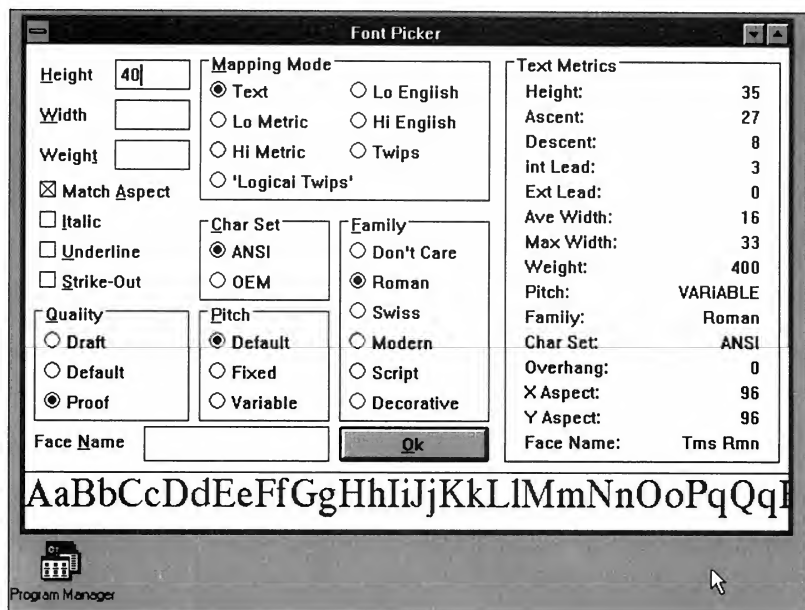 Font Picker
Height 40
Width
Weight
Match Aspect
Italic
Underline
Strike-Out
Mapping Mode
Text
Lo English
Lo Metric
Hi English
Hi Metric
Twips
'Logical Twips'
Char Set
ANSI
OEM
Family
Don't Care
Roman
Swiss
Modern
Script
Decorative
Quality
Draft
Default
Proof
Pitch
Default
Fixed
Variable
Face Name
Ok
Text Metrics
Height: 35
Ascent: 27
Descent: 8
int Lead: 3
Ext Lead: 0
Ave Width: 16
Max Width: 33
Weight: 400
Pitch: VARIABLE
Family: Roman
Char Set: ANSI
Overhang: 0
X Aspect: 96
Y Aspect: 96
Face Name: Tms Rmn
AaBbCcDdEeFfGgHhIiJjKkLlMmNnOoPqQq
Program Manager